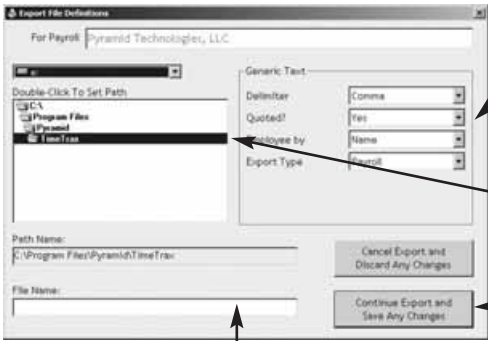 Export File Definitions
For Payroll: Pyramid Technologies, LLC
c:
Double-Click To Set Path
C:\
Program Files
Pyramid
TimeTrax
Generic Text
Delimiter Comma
Quoted? Yes
Employee by Name
Export Type Payroll
Path Name:
C:\Program Files\Pyramid\TimeTrax
Cancel Export and
Discard Any Changes
File Name:
Continue Export and
Save Any Changes